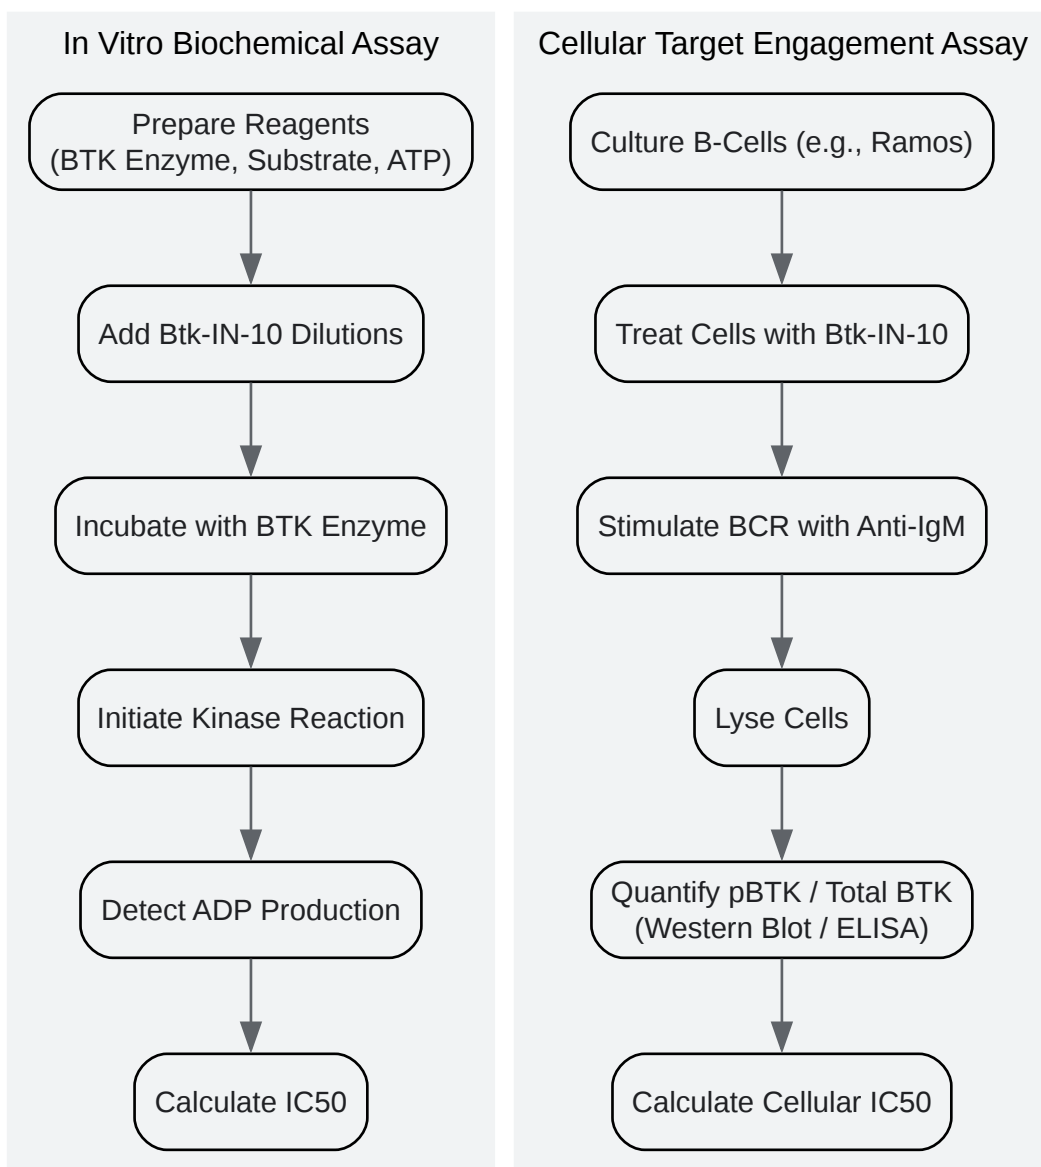 In Vitro Biochemical Assay
Prepare Reagents
(BTK Enzyme, Substrate, ATP)
Add Btk-IN-10 Dilutions
Incubate with BTK Enzyme
Initiate Kinase Reaction
Detect ADP Production
Calculate IC50
Cellular Target Engagement Assay
Culture B-Cells (e.g., Ramos)
Treat Cells with Btk-IN-10
Stimulate BCR with Anti-IgM
Lyse Cells
Quantify pBTK / Total BTK
(Western Blot / ELISA)
Calculate Cellular IC50